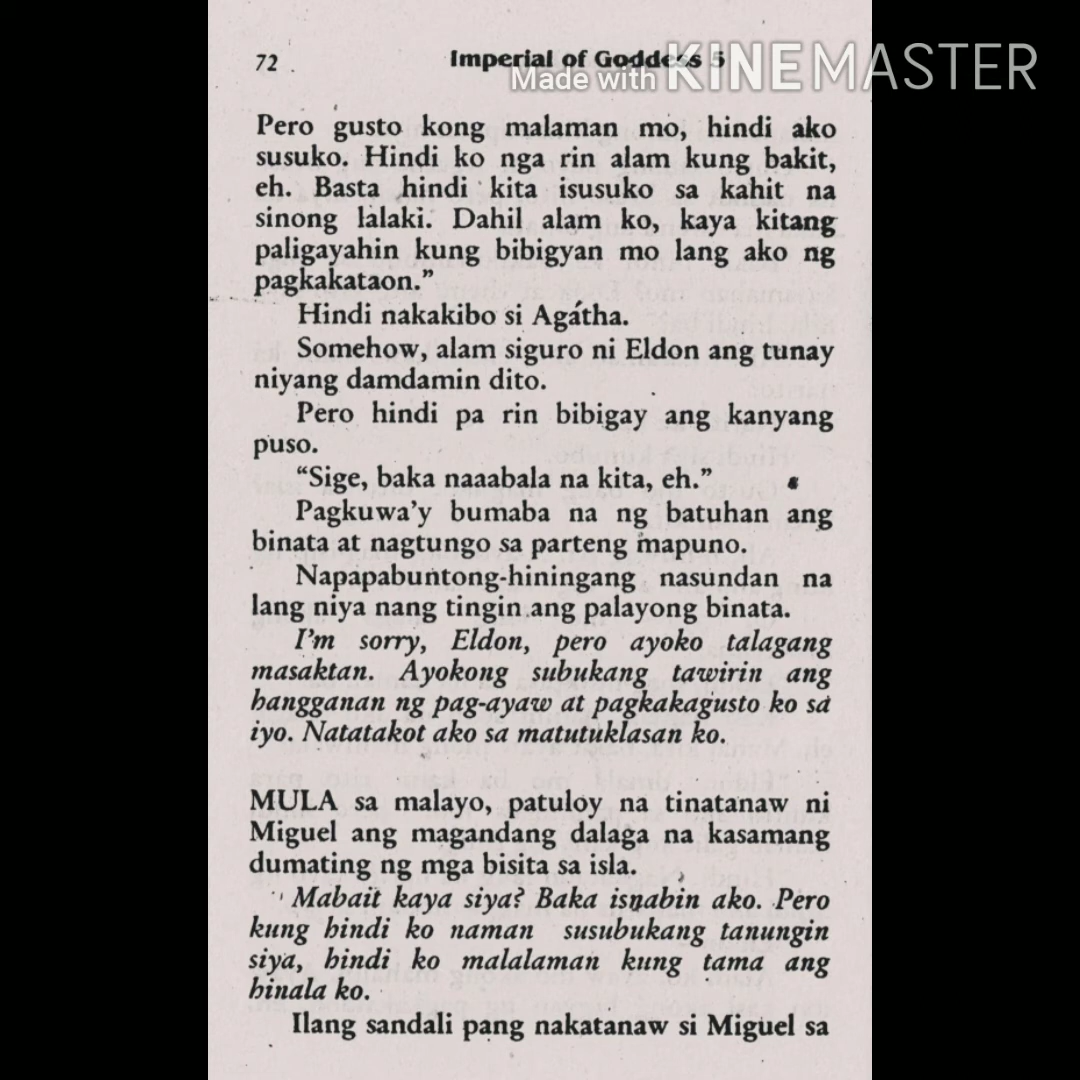 72 Imperial of Goddess 5
Made with KINEMASTER
Pero gusto kong malaman mo, hindi ako
susuko. Hindi ko nga rin alam kung bakit,
eh. Basta hindi kita isusuko sa kahit na
sinong lalaki. Dahil alam ko, kaya kitang
paligayahin kung bibigyan mo lang ako ng
pagkakataon.”
Hindi nakakibo si Agatha.
Somehow, alam siguro ni Eldon ang tunay
niyang damdamin dito.
Pero hindi pa rin bibigay ang kanyang
puso.
“Sige, baka naaabala na kita, eh.”
Pagkuwa’y bumaba na ng batuhan ang
binata at nagtungo sa parteng mapuno.
Napapabuntong-hiningang nasundan na
lang niya nang tingin ang palayong binata.
I’m sorry, Eldon, pero ayoko talagang
masaktan. Ayokong subukang tawirin ang
hangganan ng pag-ayaw at pagkakagusto ko sa
iyo. Natatakot ako sa matutuklasan ko.
MULA sa malayo, patuloy na tinatanaw ni
Miguel ang magandang dalaga na kasamang
dumating ng mga bisita sa isla.
Mabait kaya siya? Baka isnabin ako. Pero
kung hindi ko naman susubukang tanungin
siya, hindi ko malalaman kung tama ang
hinala ko.
Ilang sandali pang nakatanaw si Miguel sa